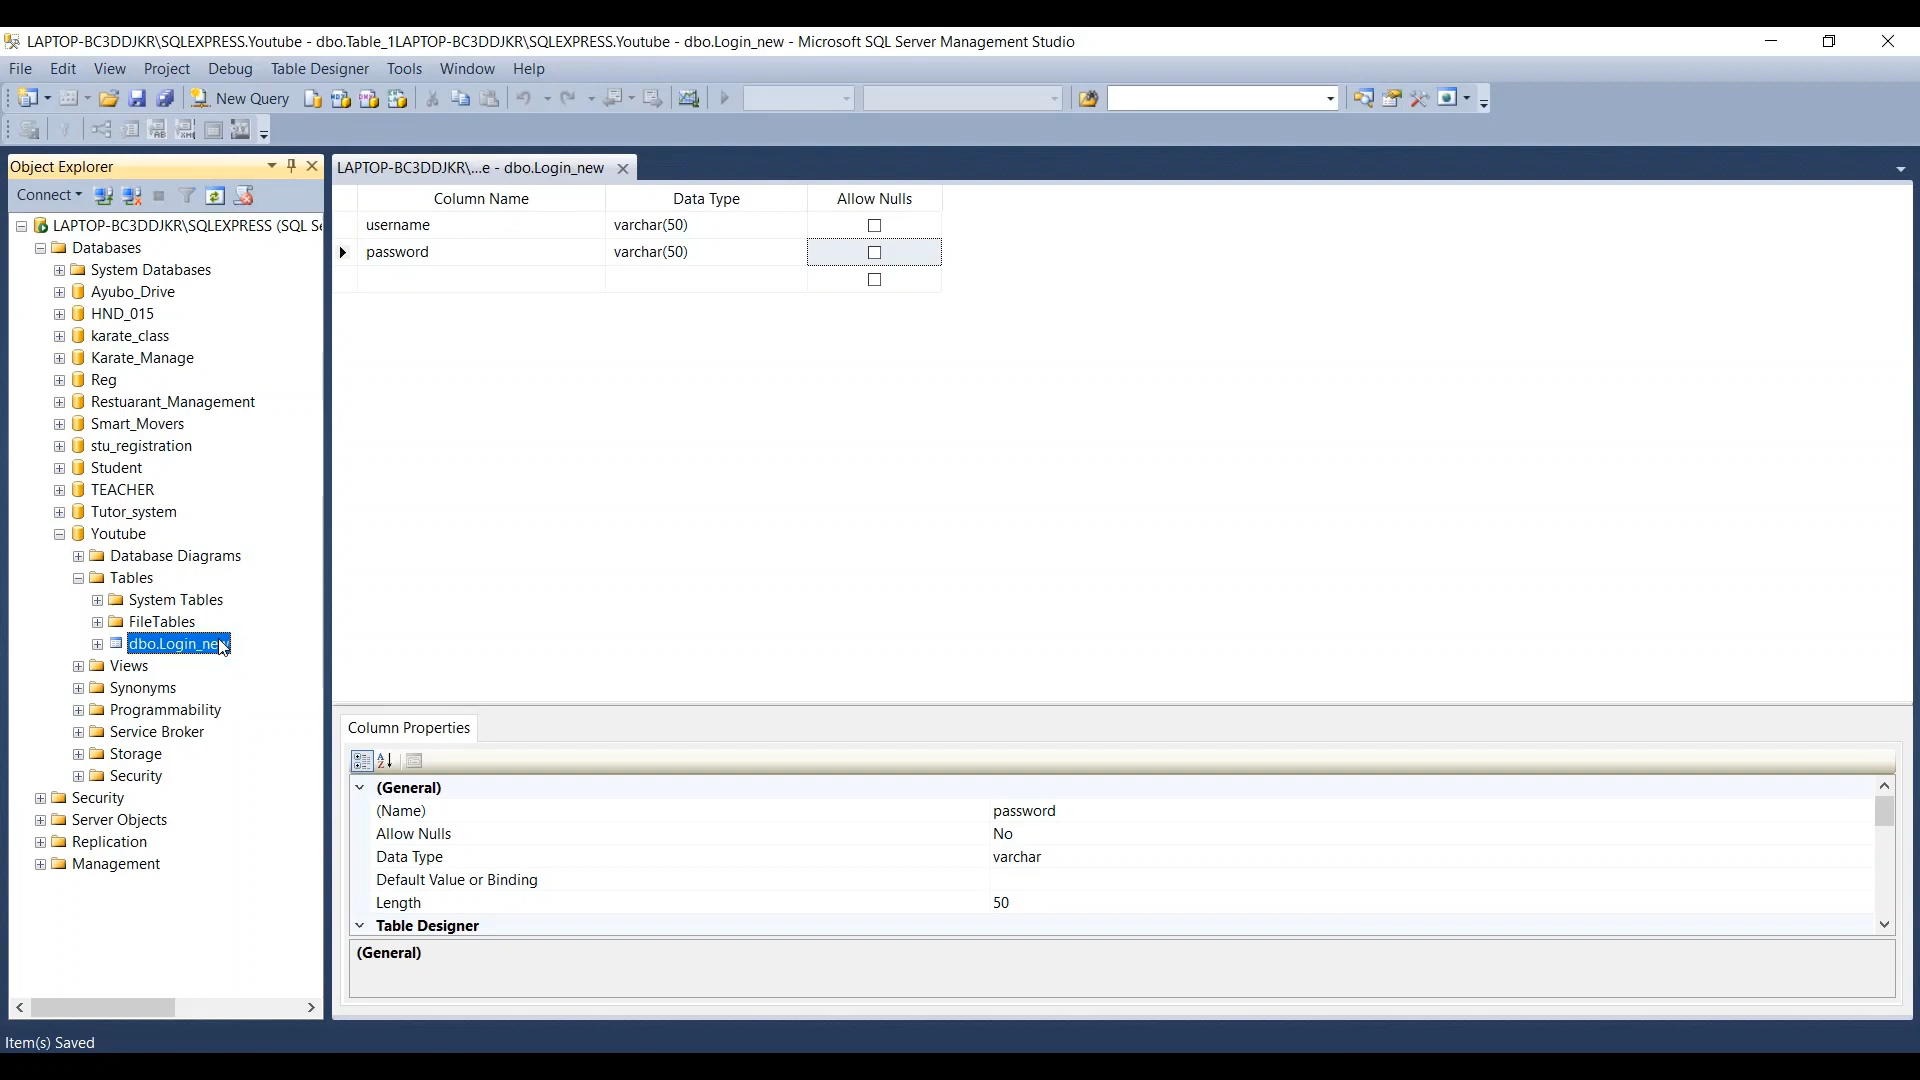 LAPTOP-BC3DDJKR\SQLEXPRESS.Youtube - dbo.Table_1LAPTOP-BC3DDJKR\SQLEXPRESS.Youtube - dbo.Login_new - Microsoft SQL Server Management Studio
File Edit View Project Debug Table Designer Tools Window Help
New Query
Object Explorer
LAPTOP-BC3DDJKR\...e - dbo.Login_new
Connect
Column Name Data Type Allow Nulls
username varchar(50)
password varchar(50)
LAPTOP-BC3DDJKR\SQLEXPRESS (SQL Se
Databases
System Databases
Ayubo_Drive
HND_015
karate_class
Karate_Manage
Reg
Restuarant_Management
Smart_Movers
stu_registration
Student
TEACHER
Tutor_system
Youtube
Database Diagrams
Tables
System Tables
FileTables
dbo.Login_new
Views
Synonyms
Programmability
Service Broker
Storage
Security
Security
Server Objects
Replication
Management
Column Properties
(General)
(Name) password
Allow Nulls No
Data Type varchar
Default Value or Binding
Length 50
Table Designer
(General)
Item(s) Saved